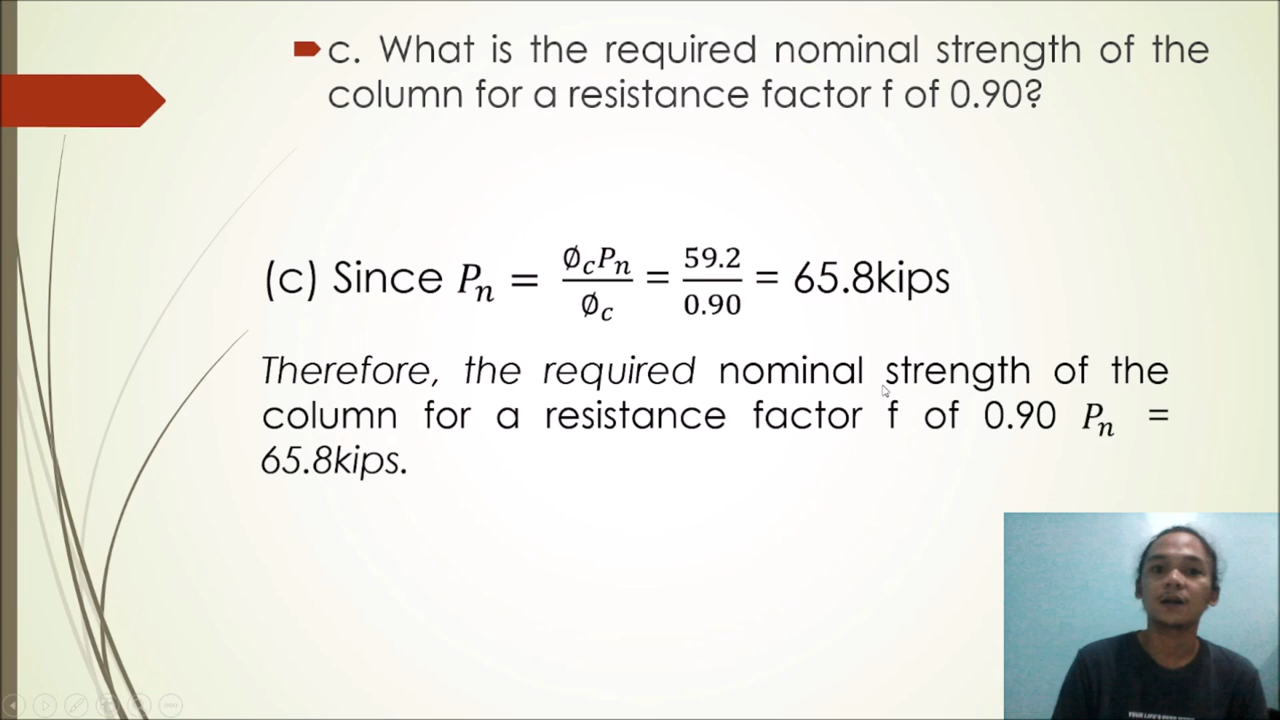 c. What is the required nominal strength of the
column for a resistance factor f of 0.90?
(c) Since Pₙ = ∅cPₙ/∅c = 59.2/0.90 = 65.8kips
Therefore, the required nominal strength of the
column for a resistance factor f of 0.90 Pₙ =
65.8kips.